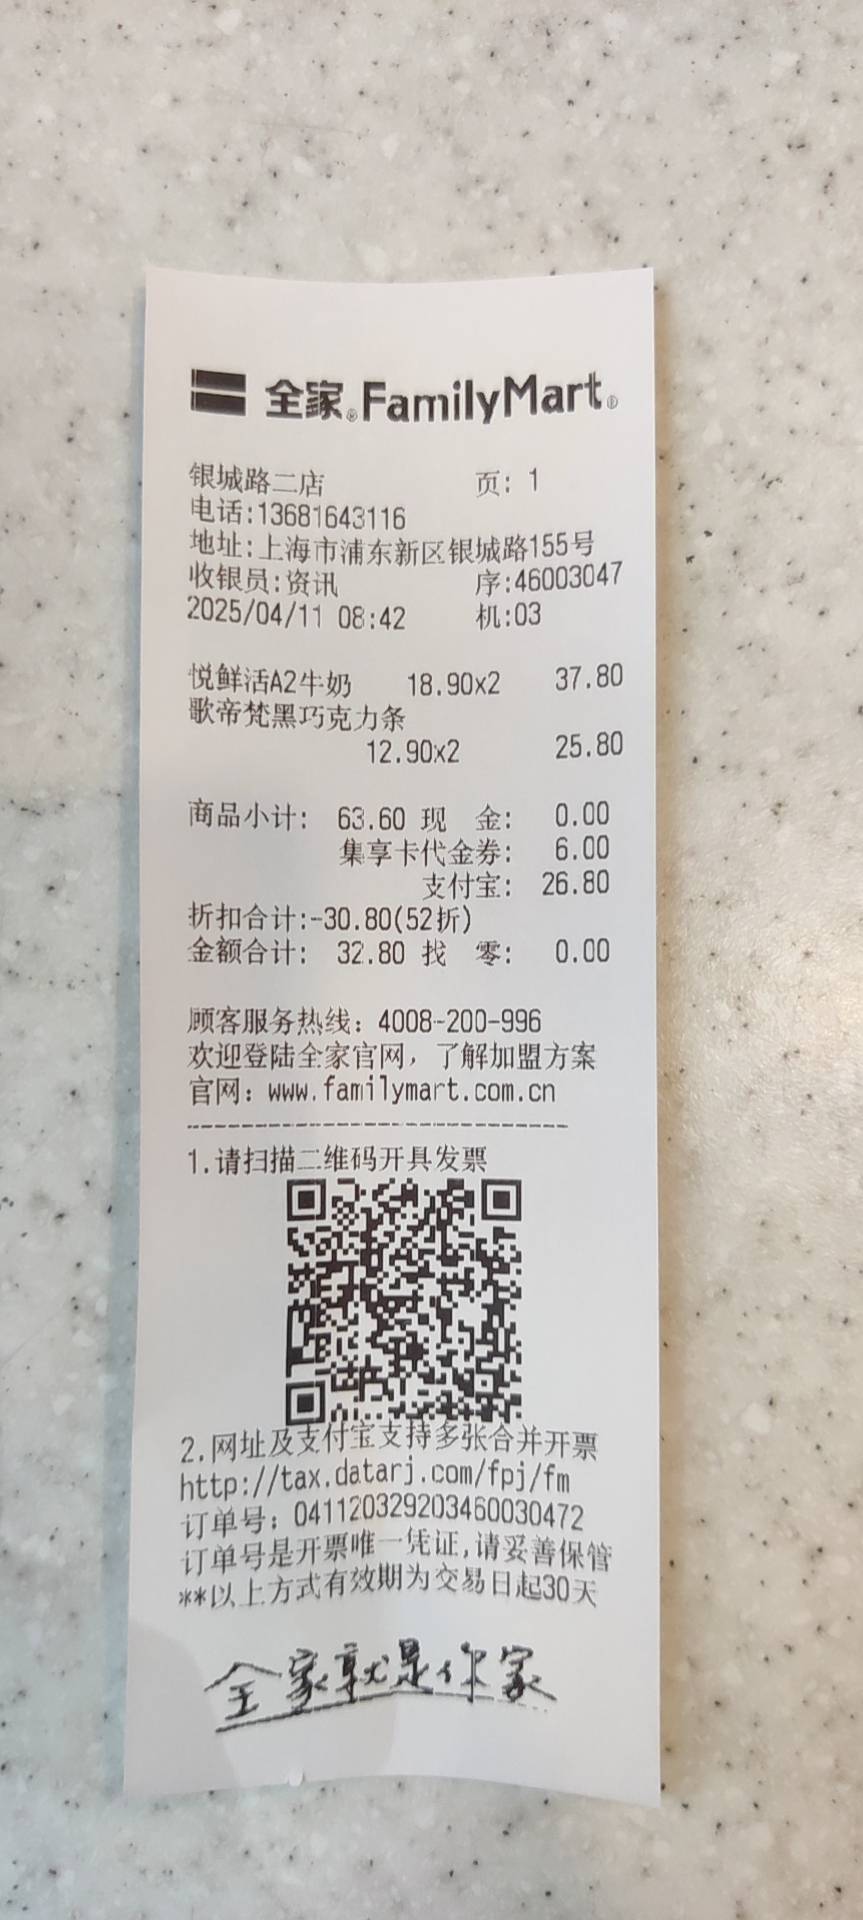 全家®FamilyMart®
银城路二店 页: 1
电话:13681643116
地址:上海市浦东新区银城路155号
收银员:资讯 序:46003047
2025/04/11 08:42 机:03
悦鲜活A2牛奶 18.90x2 37.80
歌帝梵黑巧克力条
12.90x2 25.80
商品小计: 63.60 现 金: 0.00
集享卡代金券: 6.00
支付宝: 26.80
折扣合计:-30.80(52折)
金额合计: 32.80 找 零: 0.00
顾客服务热线: 4008-200-996
欢迎登陆全家官网，了解加盟方案
官网: www.familymart.com.cn
1.请扫描二维码开具发票
2.网址及支付宝支持多张合并开票
http://tax.datarj.com/fpj/fm
订单号: 041120329203460030472
订单号是开票唯一凭证,请妥善保管
**以上方式有效期为交易日起30天
全家就是你家